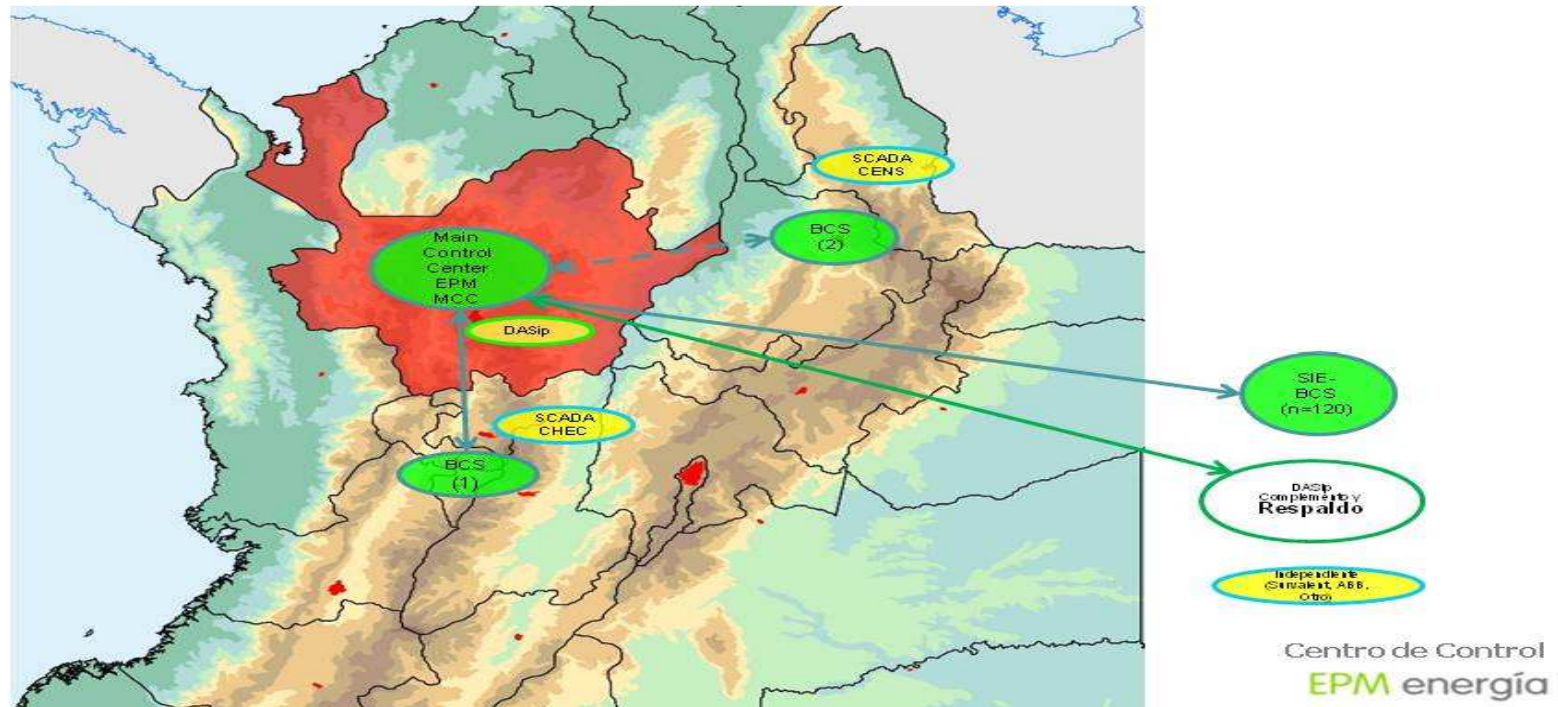 SCADA
CENS
BCS
(2)
Main
Control
Center
EPM
MCC
DASip
SCADA
CHEC
BCS
(1)
SIE-
BCS
(n=120)
DASip
Complemento y
Respaldo
Independiente
(Survalent, ABB,
Otro)
Centro de Control
EPM energía